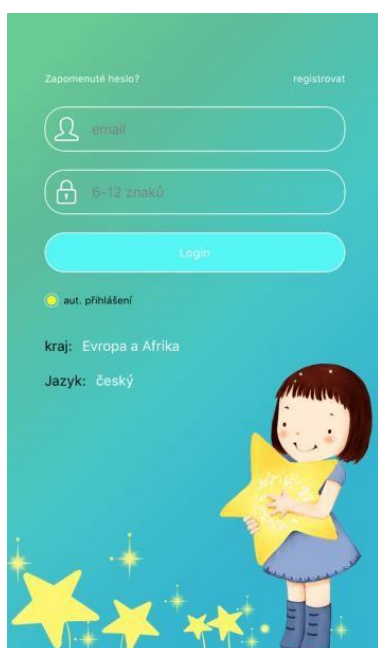 Zapomenuté heslo? registrovat
email
6-12 znaků
Login
aut. přihlášení
kraj: Evropa a Afrika
Jazyk: český